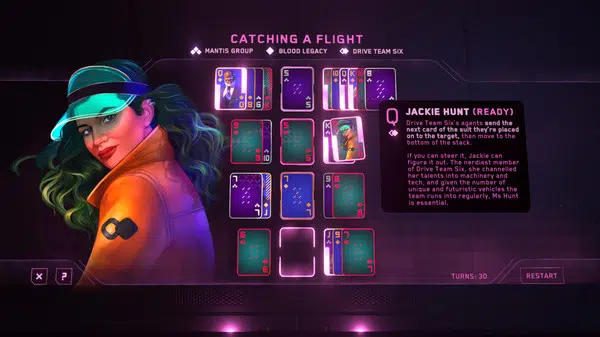 CATCHING A FLIGHT
MANTIS GROUP BLOOD LEGACY DRIVE TEAM SIX
Q JACKIE HUNT (READY)
Drive Team Six's agents send the
next card of the suit they're placed
on to the target, then move to the
bottom of the stack.
If you can steer it, Jackie can
figure it out. The nerdiest member
of Drive Team Six, she channelled
her talents into machinery and
tech, and given the number of
unique and futuristic vehicles the
team runs into regularly, Ms Hunt
is essential.
X ? TURNS: 30 RESTART